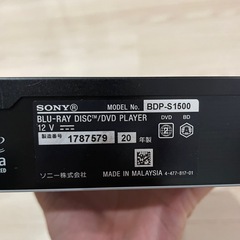 SONY® MODEL NO. BDP-S1500
BLU-RAY DISC™/DVD PLAYER
12 V
DVD BD
製造番号 1787579 20 年製
2 A
ソニー株式会社 MADE IN MALAYSIA 4-477-817-01